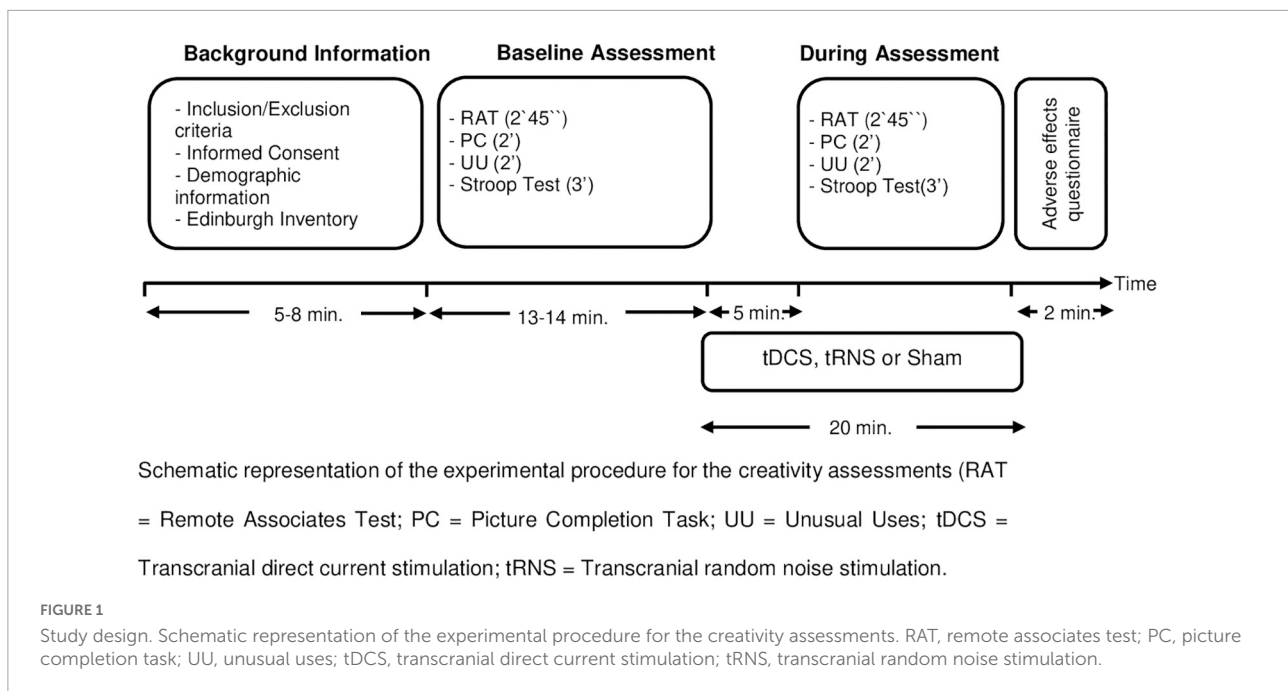 Background Information
Baseline Assessment
During Assessment
- Inclusion/Exclusion
criteria
- Informed Consent
- Demographic
information
- Edinburgh Inventory
- RAT (2`45``)
- PC (2')
- UU (2')
- Stroop Test (3')
- RAT (2`45``)
- PC (2')
- UU (2')
- Stroop Test(3')
Adverse effects
questionnaire
Time
5-8 min.
13-14 min.
5 min.
2 min.
tDCS, tRNS or Sham
20 min.
Schematic representation of the experimental procedure for the creativity assessments (RAT
= Remote Associates Test; PC = Picture Completion Task; UU = Unusual Uses; tDCS =
Transcranial direct current stimulation; tRNS = Transcranial random noise stimulation.
FIGURE 1
Study design. Schematic representation of the experimental procedure for the creativity assessments. RAT, remote associates test; PC, picture
completion task; UU, unusual uses; tDCS, transcranial direct current stimulation; tRNS, transcranial random noise stimulation.